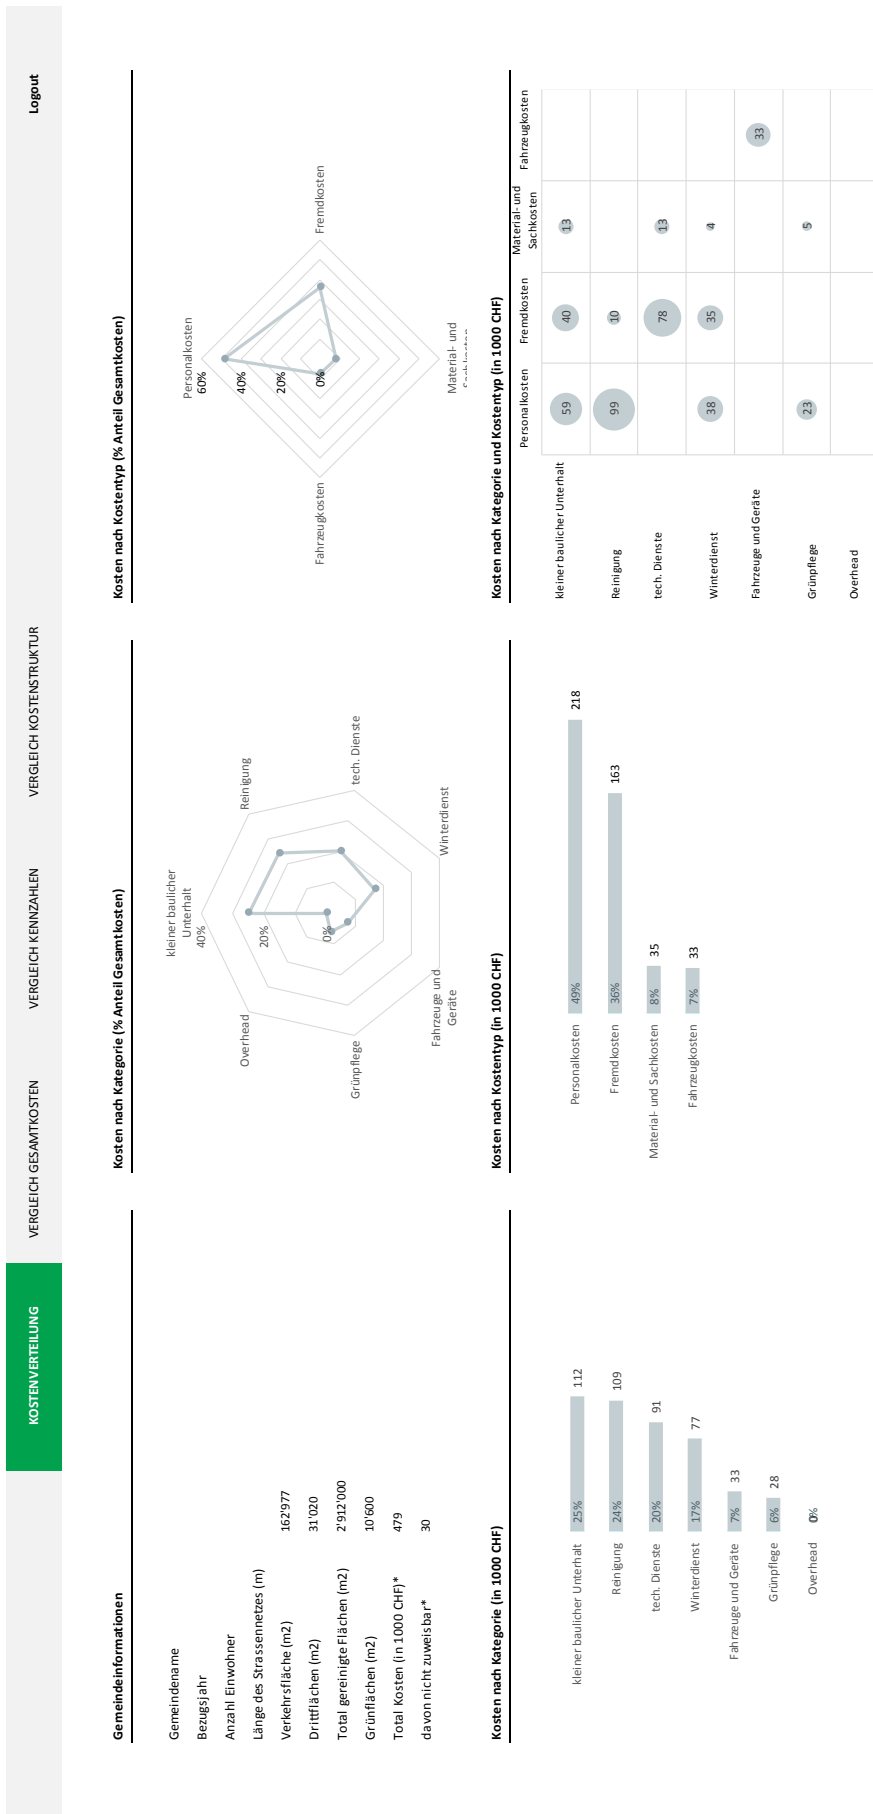 KOSTENVERTEILUNG
VERGLEICH GESAMTKOSTEN
VERGLEICH KENNZAHLEN
VERGLEICH KOSTENSTRUKTUR
Logout
Gemeindeinformationen
Gemeindename
Bezugsjahr
Anzahl Einwohner
Länge des Strassennetzes (m)
Verkehrsfläche (m2) 162'977
Drittflächen (m2) 31'020
Total gereinigte Flächen (m2) 2'912'000
Grünflächen (m2) 10'600
Total Kosten (in 1000 CHF)* 479
davon nicht zuweisbar* 30
Kosten nach Kategorie (% Anteil Gesamtkosten)
kleiner baulicher
Unterhalt
40%
20%
0%
Reinigung
tech. Dienste
Winterdienst
Fahrzeuge und
Geräte
Grünpflege
Overhead
Kosten nach Kostentyp (% Anteil Gesamtkosten)
Personalkosten
60%
40%
20%
0%
Fremdkosten
Material- und
Fahrzeugkosten
Kosten nach Kategorie (in 1000 CHF)
kleiner baulicher Unterhalt 25% 112
Reinigung 24% 109
tech. Dienste 20% 91
Winterdienst 17% 77
Fahrzeuge und Geräte 7% 33
Grünpflege 6% 28
Overhead 0%
Kosten nach Kostentyp (in 1000 CHF)
Personalkosten 49% 218
Fremdkosten 36% 163
Material- und Sachkosten 8% 35
Fahrzeugkosten 7% 33
Kosten nach Kategorie und Kostentyp (in 1000 CHF)
Personalkosten Fremdkosten Material- und Sachkosten Fahrzeugkosten
kleiner baulicher Unterhalt 59 40 13
Reinigung 99 10
tech. Dienste 78 13
Winterdienst 38 35 4
Fahrzeuge und Geräte 33
Grünpflege 23 5
Overhead